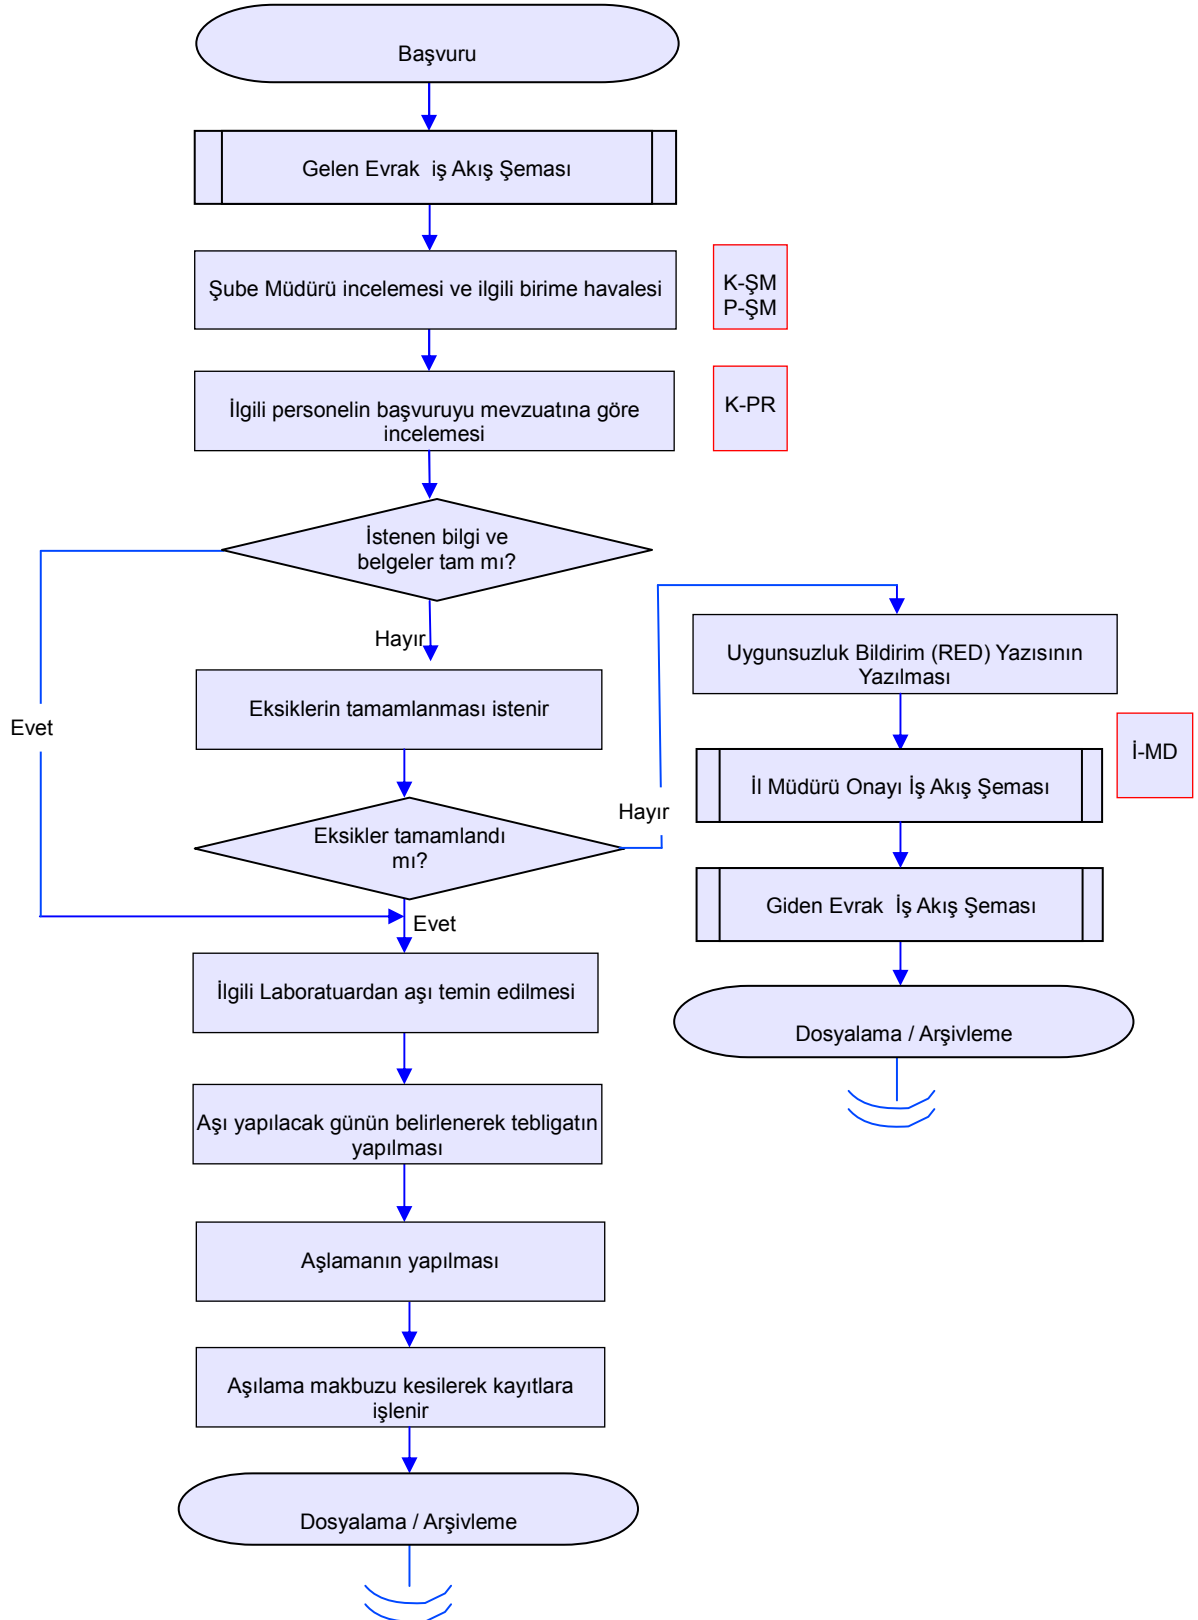 Başvuru
Gelen Evrak  iş Akış Şeması
Şube Müdürü incelemesi ve ilgili birime havalesi
K-ŞM
P-ŞM
İlgili personelin başvuruyu mevzuatına göre
incelemesi
K-PR
İstenen bilgi ve
belgeler tam mı?
Hayır
Evet
Eksiklerin tamamlanması istenir
Eksikler tamamlandı
mı?
Hayır
Evet
Uygunsuzluk Bildirim (RED) Yazısının
Yazılması
İ-MD
İl Müdürü Onayı İş Akış Şeması
Giden Evrak  İş Akış Şeması
Dosyalama / Arşivleme
İlgili Laboratuardan aşı temin edilmesi
Aşı yapılacak günün belirlenerek tebligatın
yapılması
Aşlamanın yapılması
Aşılama makbuzu kesilerek kayıtlara
işlenir
Dosyalama / Arşivleme